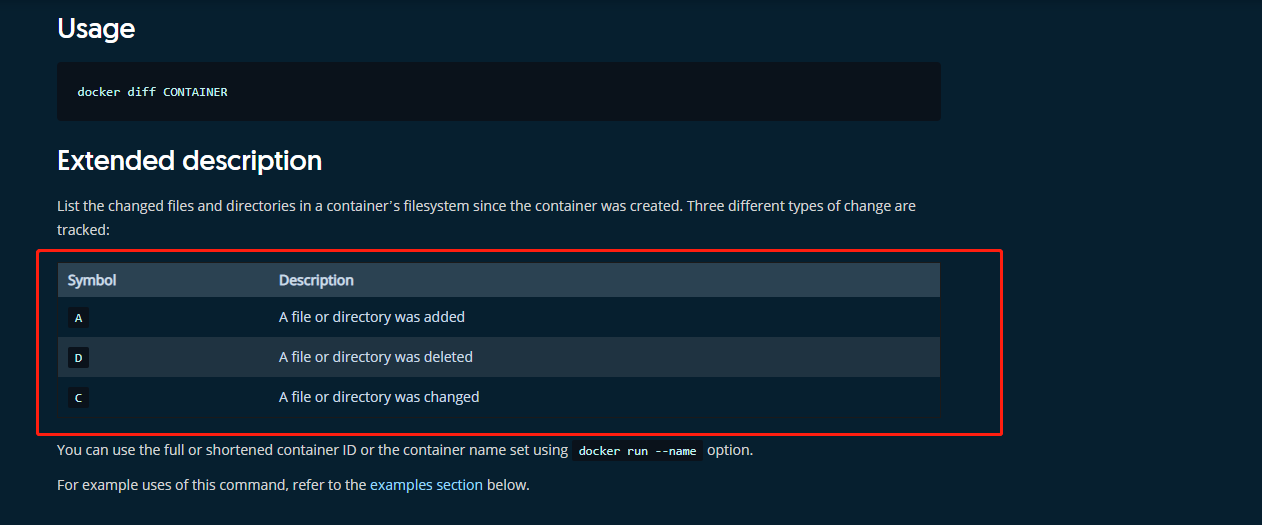 Usage
docker diff CONTAINER
Extended description
List the changed files and directories in a container’s filesystem since the container was created. Three different types of change are
tracked:
Symbol Description
A A file or directory was added
D A file or directory was deleted
C A file or directory was changed
You can use the full or shortened container ID or the container name set using docker run --name option.
For example uses of this command, refer to the examples section below.